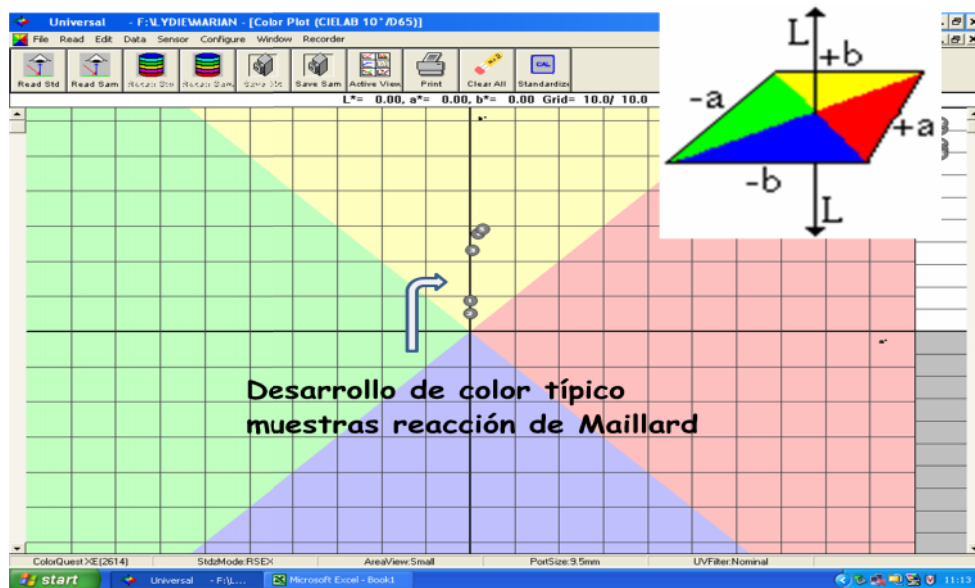 Universal - F:\LYDIE\MARIAN - [Color Plot (CIELAB 10°/D65)]
File Read Edit Data Sensor Configure Window Recorder
Read Std Read Sam Save Sam Active View Print Clear All Standardiz
CAL
L*= 0.00, a*= 0.00, b*= 0.00 Grid= 10.0/ 10.0
L
+b
-a
+a
-b
L
Desarrollo de color típico
muestras reacción de Maillard
ColorQuest XE(2614) StdzMode:RSEX AreaView:Small PortSize:9.5mm UVFilter:Nominal
start Universal - F:\L... Microsoft Excel - Book1 11:13